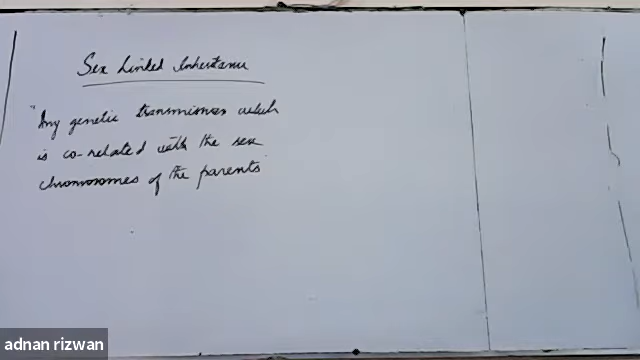 Sex Linked Inheritance
"Any genetic transmission which
is co-related with the sex
chromosomes of the parents
adnan rizwan